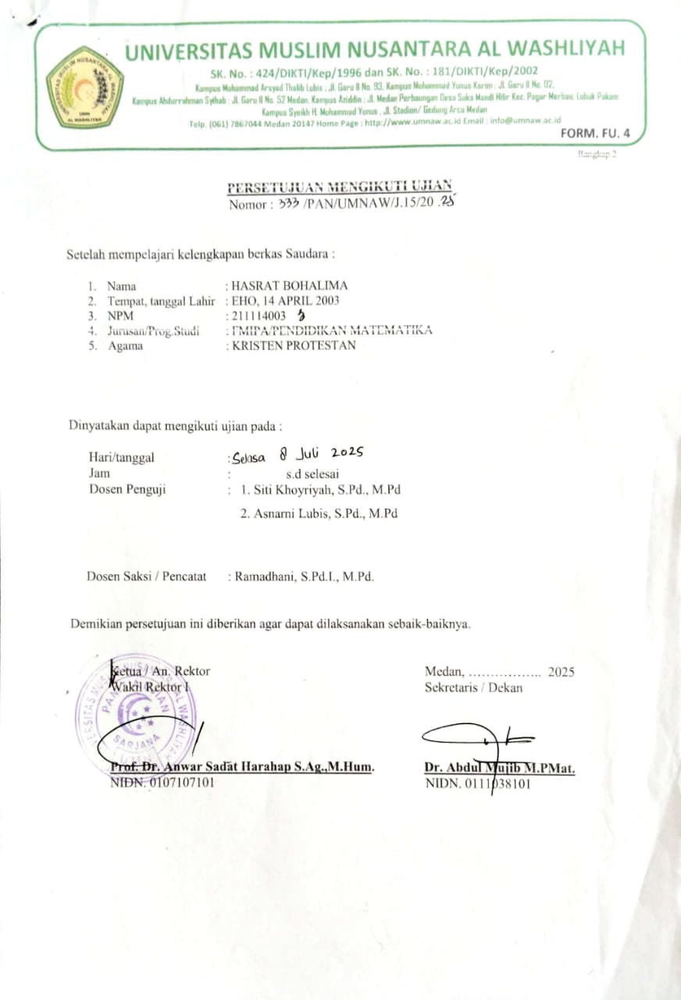 UNIVERSITAS MUSLIM NUSANTARA AL WASHLIYAH
SK. No. : 424/DIKTI/Kep/1996 dan SK. No. : 181/DIKTI/Kep/2002
Kampus Muhammad Arsyad Thalib Lubis : Jl. Garu II No. 93, Kampus Muhammad Yunus Karim : Jl. Garu II No. 02,
Kampus Abdurrahman Syihab : Jl. Garu II No. 52 Medan, Kampus Aziddin : Jl. Medan Perbaungan Desa Suka Mandi Hilir Kec. Pagar Merbau, Lubuk Pakam
Kampus Syeikh H. Muhammad Yunus , Jl. Stadion/ Gedung Arca Medan
Telp. (061) 7867044 Medan 20147 Home Page : http://www.umnaw.ac.id Email : info@umnaw.ac.id
FORM. FU. 4
Rangkap 2
PERSETUJUAN MENGIKUTI UJIAN
Nomor : 333 /PAN/UMNAW/J.15/20 .25
Setelah mempelajari kelengkapan berkas Saudara :
1. Nama : HASRAT BOHALIMA
2. Tempat, tanggal Lahir : EHO, 14 APRIL 2003
3. NPM : 211114003 3
4. Jurusan/Prog.Studi : FMIPA/PENDIDIKAN MATEMATIKA
5. Agama : KRISTEN PROTESTAN
Dinyatakan dapat mengikuti ujian pada :
Hari/tanggal : Selasa 8 Juli 2025
Jam : s.d selesai
Dosen Penguji : 1. Siti Khoyriyah, S.Pd., M.Pd
2. Asnarni Lubis, S.Pd., M.Pd
Dosen Saksi / Pencatat : Ramadhani, S.Pd.I., M.Pd.
Demikian persetujuan ini diberikan agar dapat dilaksanakan sebaik-baiknya.
Ketua / An. Rektor
Wakil Rektor I
Medan, ................. 2025
Sekretaris / Dekan
SARJANA
Prof. Dr. Anwar Sadat Harahap S.Ag.,M.Hum.
NIDN. 0107107101
Dr. Abdul Mujib M.PMat.
NIDN. 0111038101